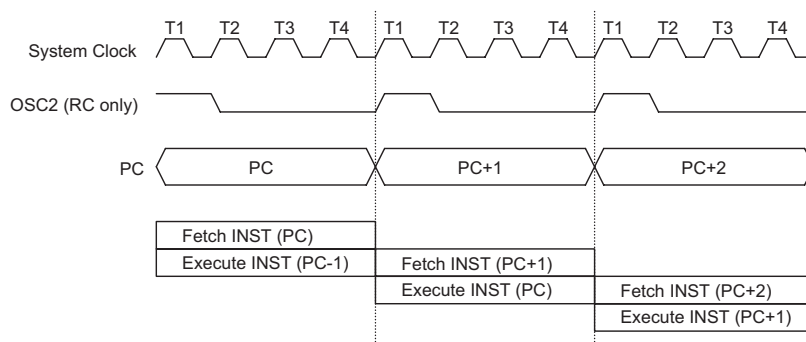 T1 T2 T3 T4 T1 T2 T3 T4 T1 T2 T3 T4
System Clock
OSC2 (RC only)
PC PC PC+1 PC+2
Fetch INST (PC)
Execute INST (PC-1) Fetch INST (PC+1)
Execute INST (PC) Fetch INST (PC+2)
Execute INST (PC+1)